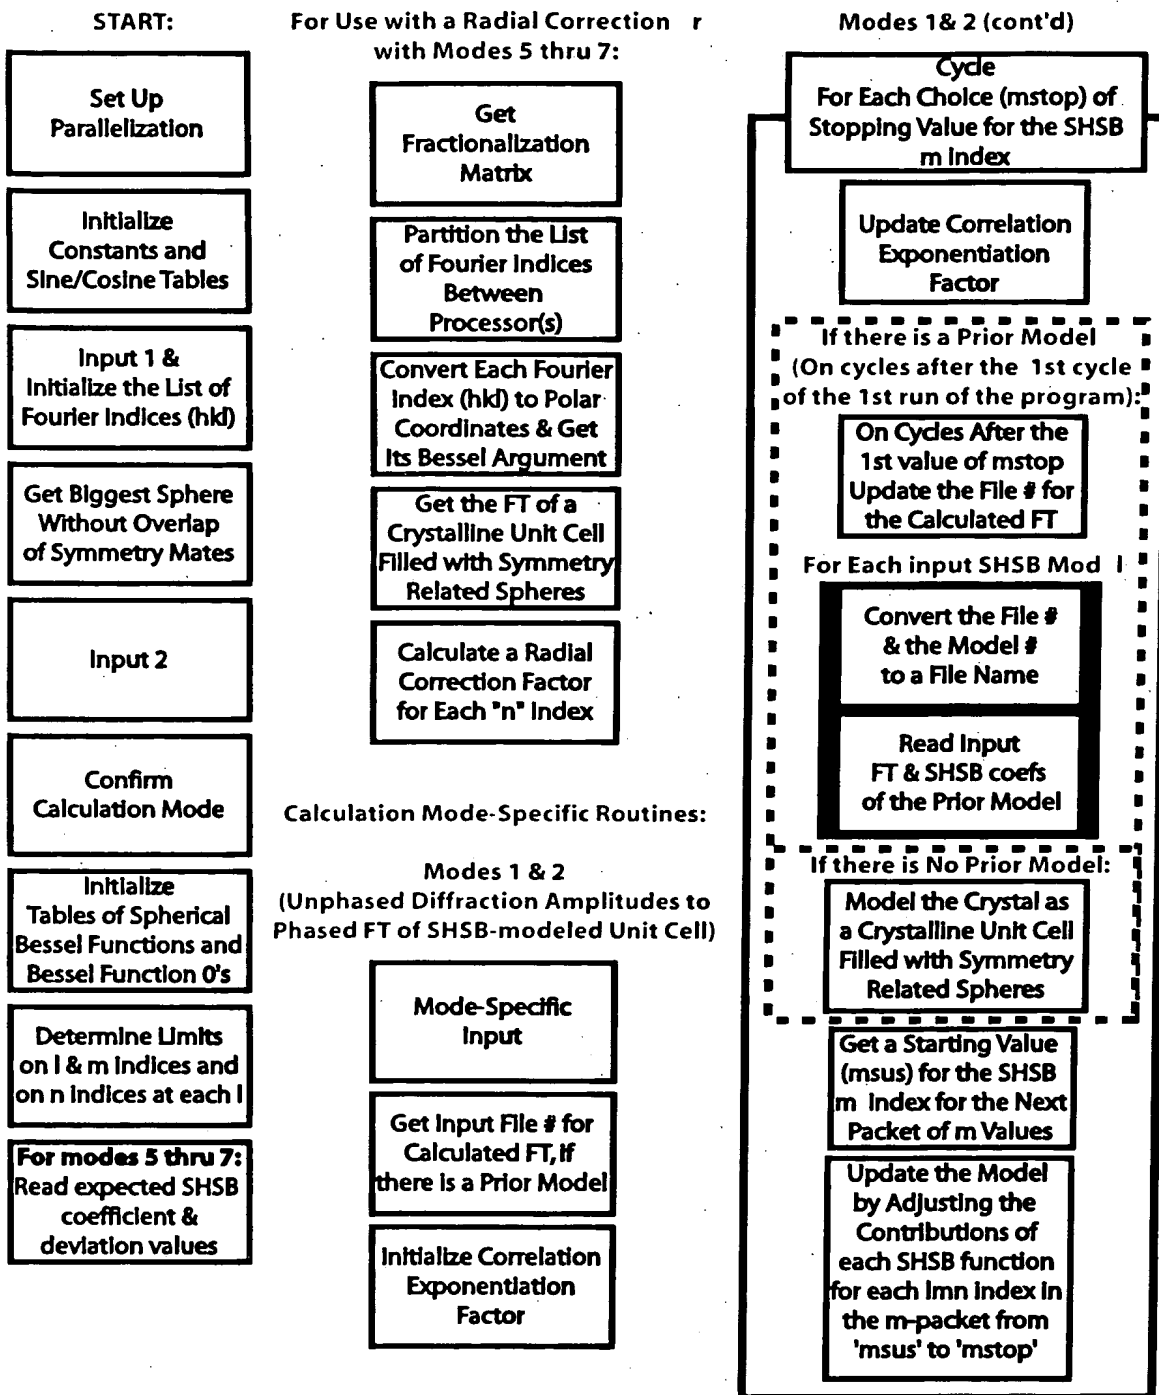 START:
Set Up
Parallelization
Initialize
Constants and
Sine/Cosine Tables
Input 1 &
Initialize the List of
Fourier Indices (hkl)
Get Biggest Sphere
Without Overlap
of Symmetry Mates
Input 2
Confirm
Calculation Mode
Initialize
Tables of Spherical
Bessel Functions and
Bessel Function 0's
Determine Limits
on l & m indices and
on n indices at each l
For modes 5 thru 7:
Read expected SHSB
coefficient &
deviation values
For Use with a Radial Correction r
with Modes 5 thru 7:
Get
Fractionalization
Matrix
Partition the List
of Fourier Indices
Between
Processor(s)
Convert Each Fourier
Index (hkl) to Polar
Coordinates & Get
Its Bessel Argument
Get the FT of a
Crystalline Unit Cell
Filled with Symmetry
Related Spheres
Calculate a Radial
Correction Factor
for Each "n" Index
Calculation Mode-Specific Routines:
Modes 1 & 2
(Unphased Diffraction Amplitudes to
Phased FT of SHSB-modeled Unit Cell)
Mode-Specific
Input
Get Input File # for
Calculated FT, if
there is a Prior Model
Initialize Correlation
Exponentiation
Factor
Modes 1& 2 (cont'd)
Cycle
For Each Choice (mstop) of
Stopping Value for the SHSB
m Index
Update Correlation
Exponentiation
Factor
If there is a Prior Model
(On cycles after the 1st cycle
of the 1st run of the program):
On Cycles After the
1st value of mstop
Update the File # for
the Calculated FT
For Each input SHSB Mod l
Convert the File #
& the Model #
to a File Name
Read Input
FT & SHSB coefs
of the Prior Model
If there is No Prior Model:
Model the Crystal as
a Crystalline Unit Cell
Filled with Symmetry
Related Spheres
Get a Starting Value
(msus) for the SHSB
m Index for the Next
Packet of m Values
Update the Model
by Adjusting the
Contributions of
each SHSB function
for each lmn index in
the m-packet from
'msus' to 'mstop'